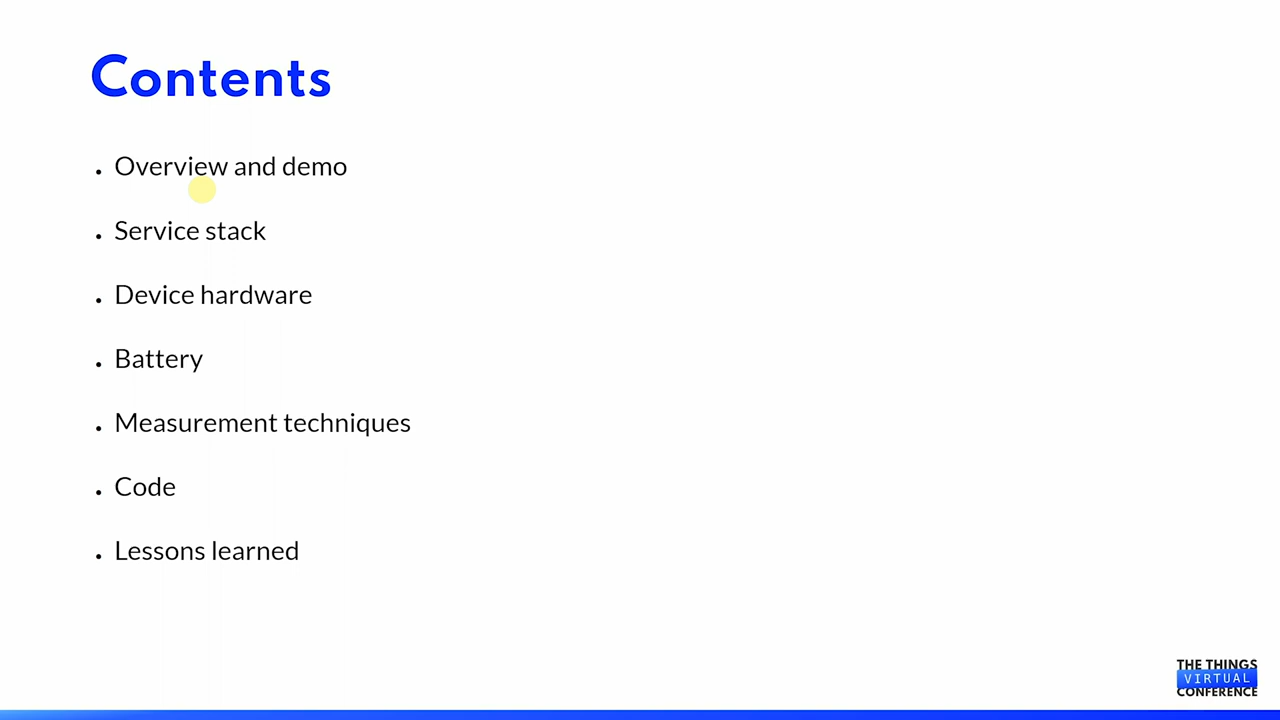 Contents
• Overview and demo
• Service stack
• Device hardware
• Battery
• Measurement techniques
• Code
• Lessons learned
THE THINGS
VIRTUAL
CONFERENCE